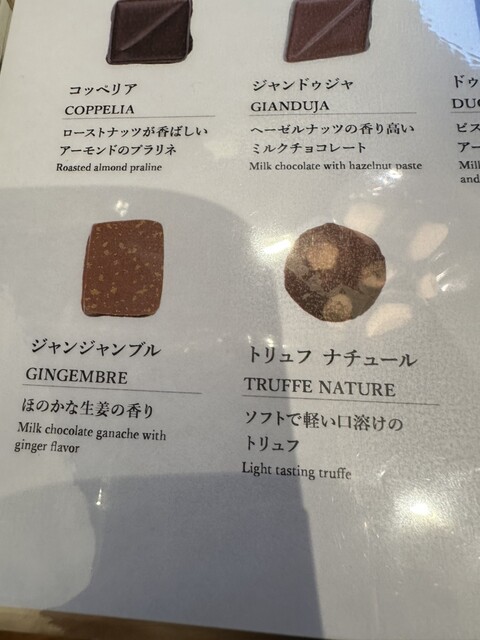 コッペリア
COPPELIA
ローストナッツが香ばしい
アーモンドのプラリネ
Roasted almond praline
ジャンドゥジャ
GIANDUJA
ヘーゼルナッツの香り高い
ミルクチョコレート
Milk chocolate with hazelnut paste
ジャンジャンブル
GINGEMBRE
ほのかな生姜の香り
Milk chocolate ganache with
ginger flavor
トリュフ ナチュール
TRUFFE NATURE
ソフトで軽い口溶けの
トリュフ
Light tasting truffe